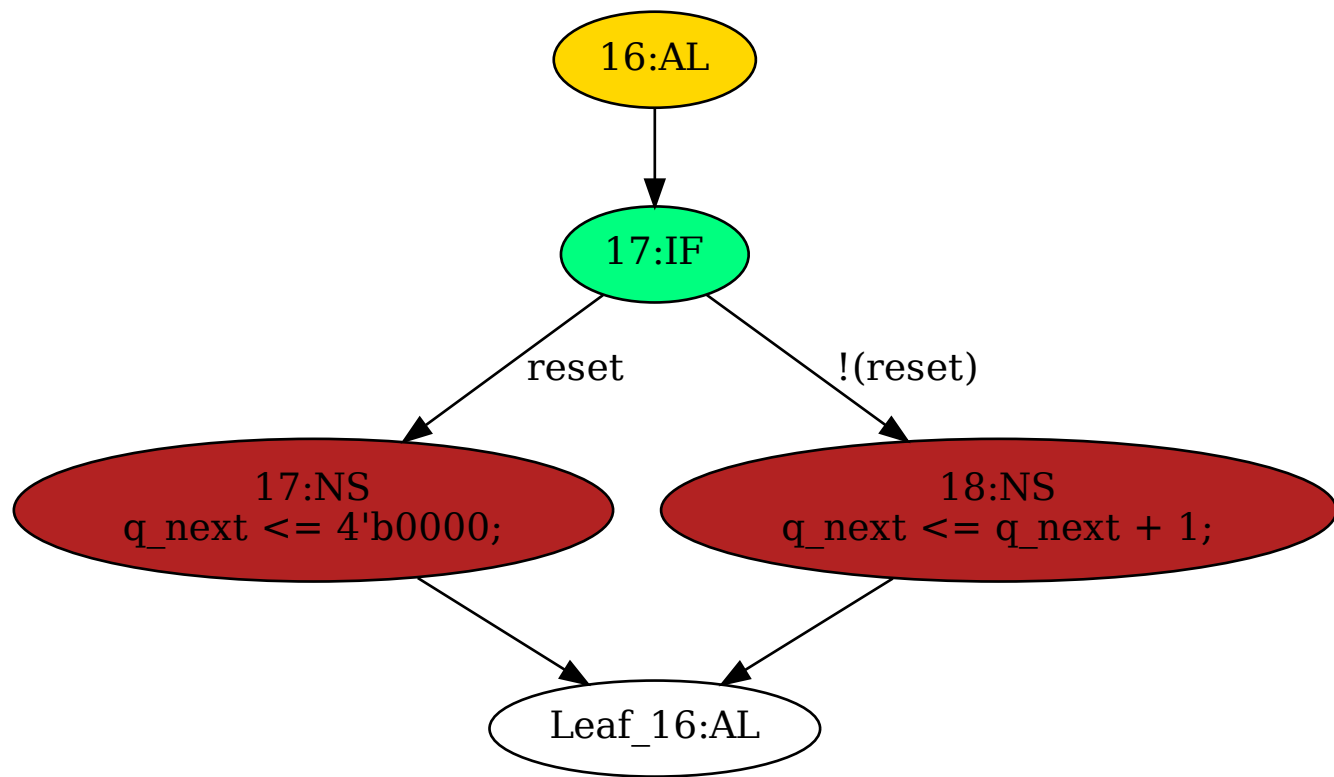 16:AL
17:IF
reset
!(reset)
17:NS
q_next <= 4'b0000;
18:NS
q_next <= q_next + 1;
Leaf_16:AL